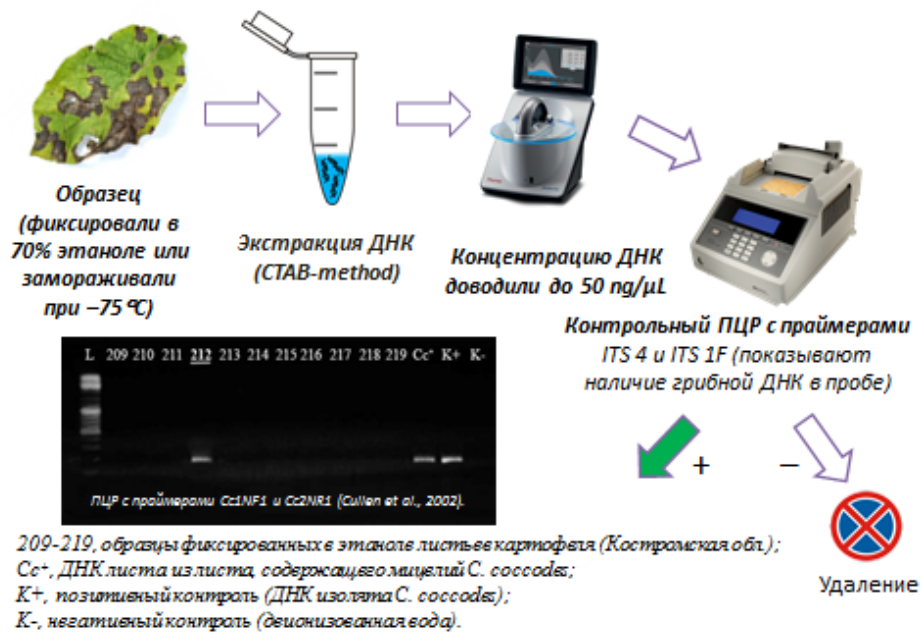 Образец
(фиксировали в
70% этаноле или
замораживали
при –75 °C)
Экстракция ДНК
(CTAB-method)
Концентрацию ДНК
доводили до 50 ng/µL
Контрольный ПЦР с праймерами
ITS 4 и ITS 1F (показывают
наличие грибной ДНК в пробе)
+ –
Удаление
L 209 210 211 212 213 214 215 216 217 218 219 Cc+ K+ K-
ПЦР с праймерами Cc1NF1 и Cc2NR1 (Cullen et al., 2002).
209-219, образцы фиксированных в этаноле листьев картофеля (Костромская обл.);
Cc+, ДНК листа из листа, содержащего мицелий C. coccodes;
K+, позитивный контроль (ДНК изолята C. coccodes);
K-, негативный контроль (деионизованная вода).